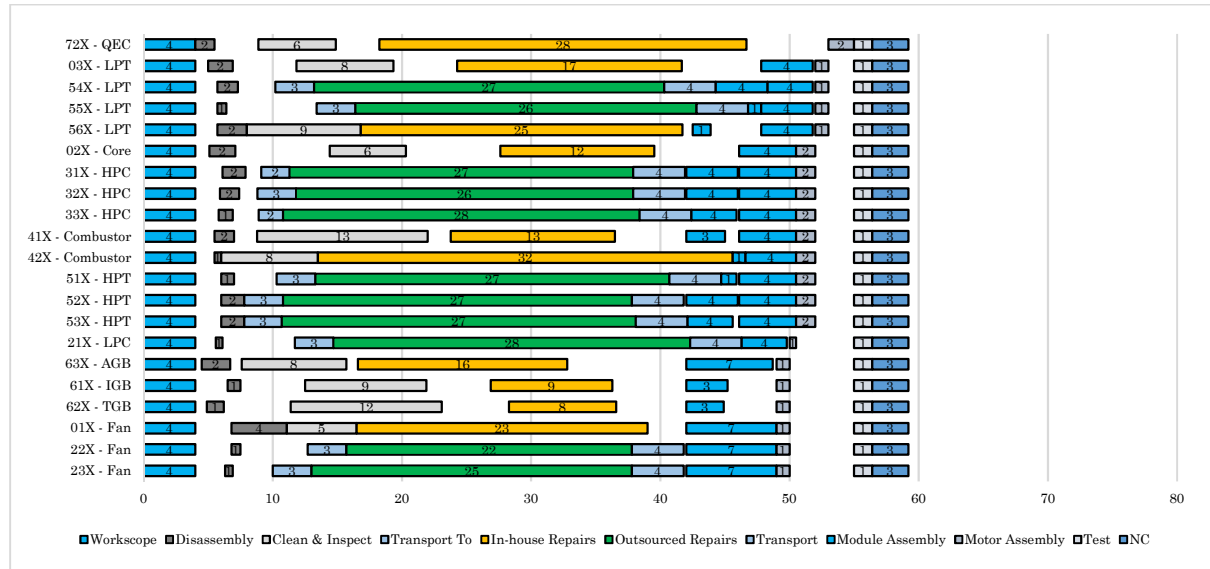 72X - QEC 4 2 6 28 2 1 3
03X - LPT 4 2 8 17 4 1 1 3
54X - LPT 4 2 3 27 4 4 4 1 1 3
55X - LPT 4 1 3 26 4 1 4 1 1 3
56X - LPT 4 2 9 25 1 4 1 1 3
02X - Core 4 2 6 12 4 2 1 3
31X - HPC 4 2 2 27 4 4 4 2 1 3
32X - HPC 4 2 3 26 4 4 4 2 1 3
33X - HPC 4 1 2 28 4 4 4 2 1 3
41X - Combustor 4 2 13 13 3 4 2 1 3
42X - Combustor 4 8 32 1 4 2 1 3
51X - HPT 4 1 3 27 4 1 4 2 1 3
52X - HPT 4 2 3 27 4 4 4 2 1 3
53X - HPT 4 2 3 27 4 4 4 2 1 3
21X - LPC 4 1 3 28 4 4 1 3
63X - AGB 4 2 8 16 7 1 1 3
61X - IGB 4 1 9 9 3 1 1 3
62X - TGB 4 1 12 8 3 1 1 3
01X - Fan 4 4 5 23 7 1 1 3
22X - Fan 4 1 3 22 4 7 1 1 3
23X - Fan 4 1 3 25 4 7 1 1 3
0 10 20 30 40 50 60 70 80
Workscope Disassembly Clean & Inspect Transport To In-house Repairs Outsourced Repairs Transport Module Assembly Motor Assembly Test NC